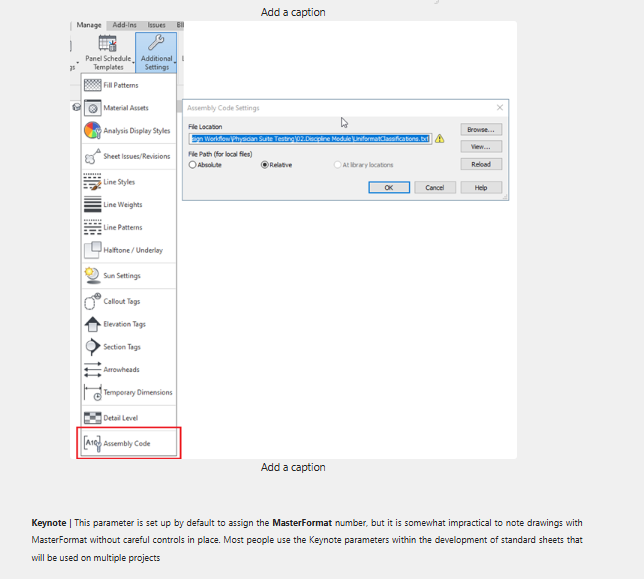 Add a caption
Manage Add-Ins Issues
Panel Schedule Additional
Templates Settings
Fill Patterns
Material Assets
Analysis Display Styles
Sheet Issues/Revisions
Line Styles
Line Weights
Line Patterns
Halftone / Underlay
Sun Settings
Callout Tags
Elevation Tags
Section Tags
Arrowheads
Temporary Dimensions
Detail Level
Assembly Code
Assembly Code Settings
File Location
sign Workflow\Physician Suite Testing\02.Discipline Module\UniformatClassifications.txt
Browse...
View...
File Path (for local files)
Absolute Relative At library locations
Reload
OK Cancel Help
Add a caption
Keynote | This parameter is set up by default to assign the MasterFormat number, but it is somewhat impractical to note drawings with
MasterFormat without careful controls in place. Most people use the Keynote parameters within the development of standard sheets that
will be used on multiple projects